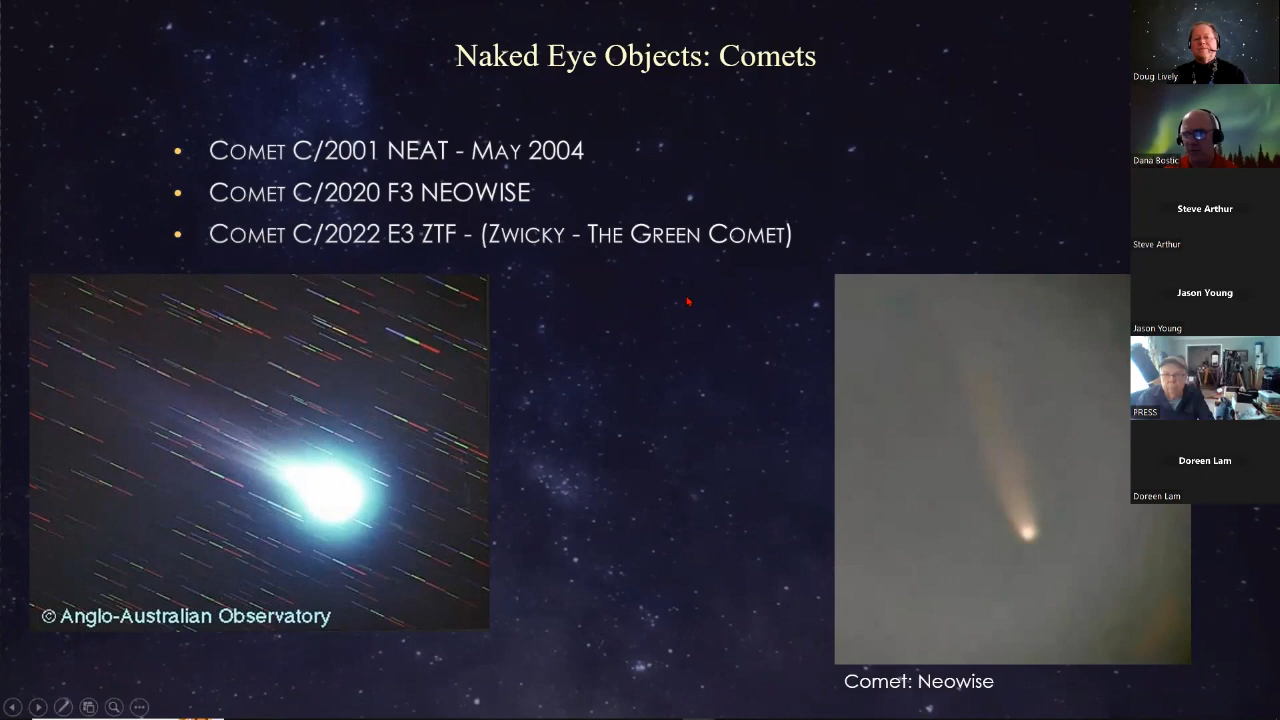 Naked Eye Objects: Comets
• Comet C/2001 NEAT - May 2004
• Comet C/2020 F3 NEOWISE
• Comet C/2022 E3 ZTF - (Zwicky - The Green Comet)
© Anglo-Australian Observatory
Comet: Neowise
Doug Lively
Dana Bostic
Steve Arthur
Steve Arthur
Jason Young
Jason Young
PRESS
Doreen Lam
Doreen Lam